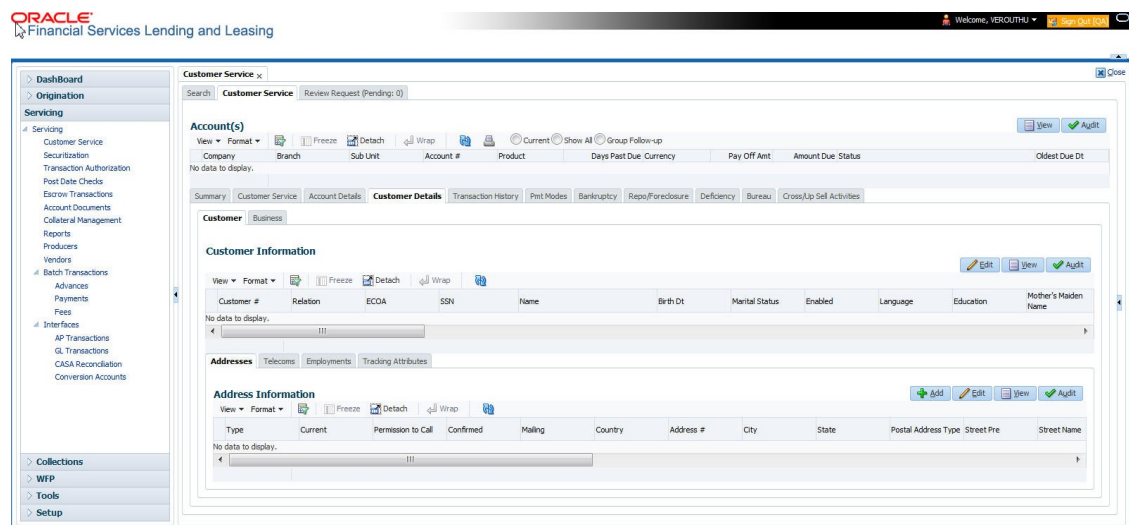 ORACLE
Welcome, VEROUTHU
Sign Out [QA]
Financial Services Lending and Leasing
Close
DashBoard
Origination
Servicing
Servicing
Customer Service
Securitization
Transaction Authorization
Post Date Checks
Escrow Transactions
Account Documents
Collateral Management
Reports
Producers
Vendors
Batch Transactions
Advances
Payments
Fees
Interfaces
AP Transactions
GL Transactions
CASA Reconciliation
Conversion Accounts
Collections
WFP
Tools
Setup
Customer Service x
Search Customer Service Review Request (Pending: 0)
Account(s)
View Audit
View Format Freeze Detach Wrap Current Show All Group Follow-up
Company Branch Sub Unit Account # Product Days Past Due Currency Pay Off Amt Amount Due Status Oldest Due Dt
No data to display.
Summary Customer Service Account Details Customer Details Transaction History Pmt Modes Bankruptcy Repo/Foreclosure Deficiency Bureau Cross/Up Sell Activities
Customer Business
Customer Information
Edit View Audit
View Format Freeze Detach Wrap
Customer # Relation ECOA SSN Name Birth Dt Marital Status Enabled Language Education Mother's Maiden
Name
No data to display.
Addresses Telecoms Employments Tracking Attributes
Address Information
Add Edit View Audit
View Format Freeze Detach Wrap
Type Current Permission to Call Confirmed Mailing Country Address # City State Postal Address Type Street Pre Street Name
No data to display.